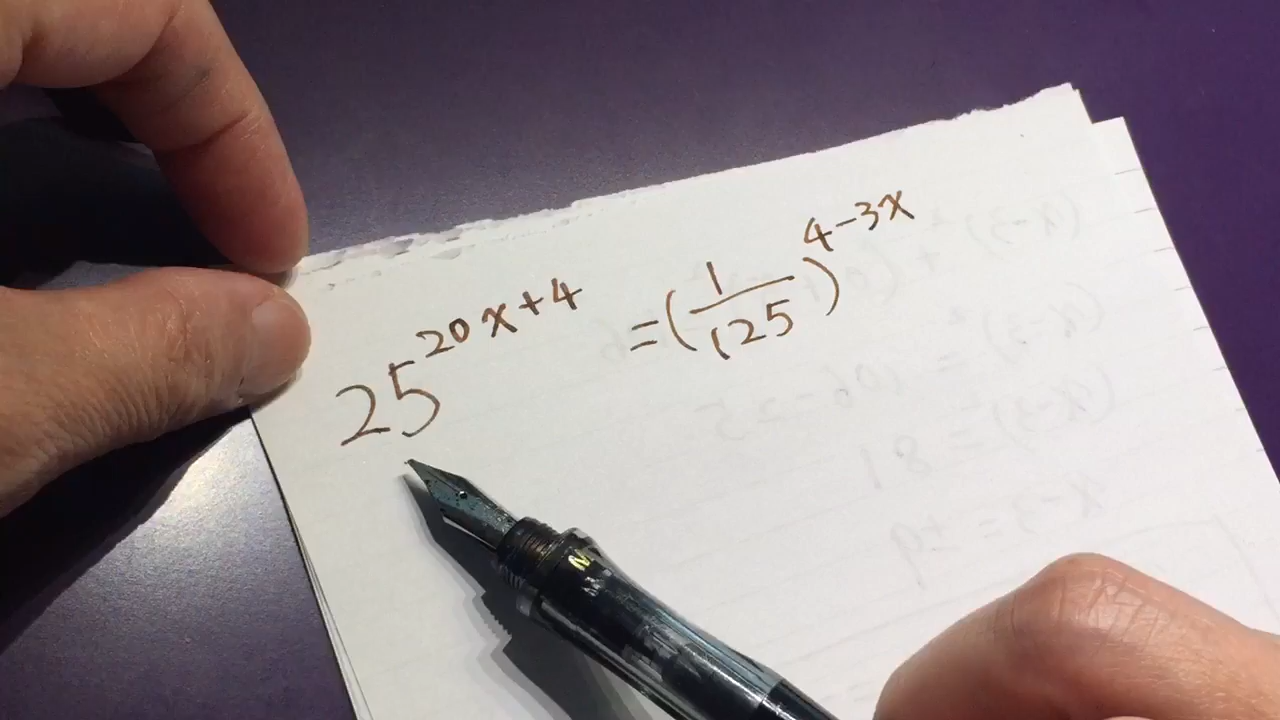 25^{20x+4} = (1/125)^{4-3x}